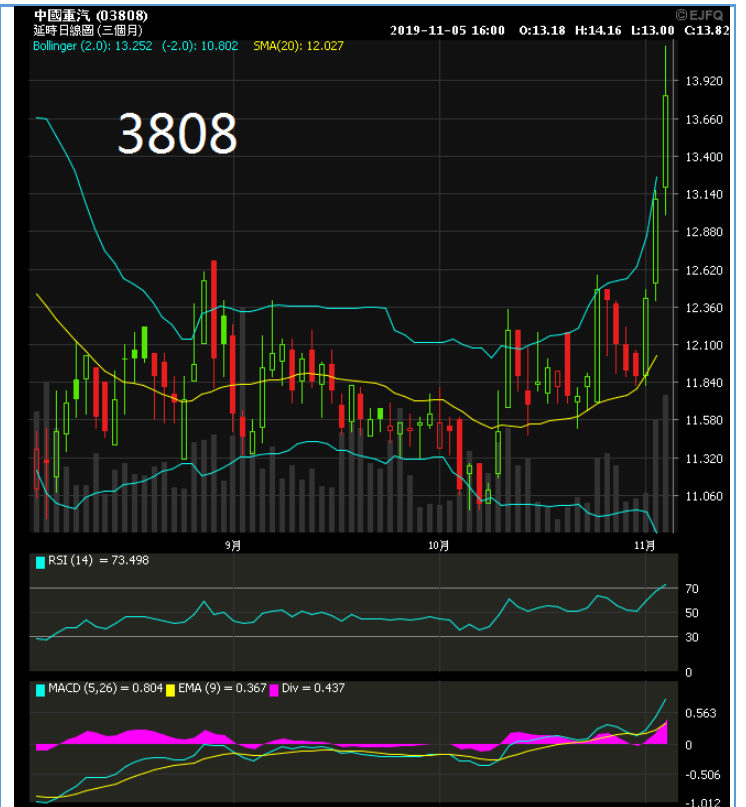 中國重汽 (03808)
©EJFQ
延時日線圖 (三個月)
2019-11-05 16:00 O:13.18 H:14.16 L:13.00 C:13.82
Bollinger (2.0): 13.252 (-2.0): 10.802 SMA(20): 12.027
3808
13.920
13.660
13.400
13.140
12.880
12.620
12.360
12.100
11.840
11.580
11.320
11.060
9月 10月 11月
RSI (14) = 73.498
70
50
30
0
MACD (5,26) = 0.804 EMA (9) = 0.367 Div = 0.437
0.563
0
-0.506
-1.012